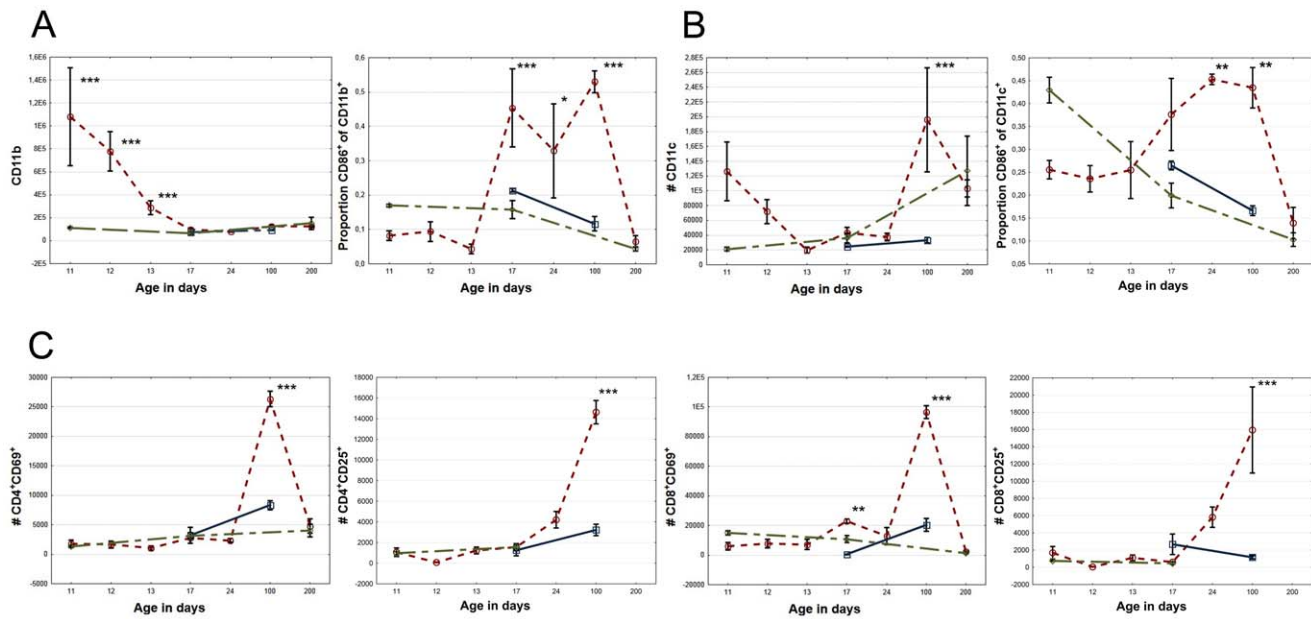 A
B
CD11b
1,6E6
1,4E6
1,2E6
1E6
8E5
6E5
4E5
2E5
0
-2E5
***
***
***
11 12 13 17 24 100 200
Age in days
Proportion CD86+ of CD11b+
0,6
0,5
0,4
0,3
0,2
0,1
0,0
***
*
***
11 12 13 17 24 100 200
Age in days
# CD11c
2,8E5
2,6E5
2,4E5
2,2E5
2E5
1,8E5
1,6E5
1,4E5
1,2E5
1E5
80000
60000
40000
20000
0
***
11 12 13 17 24 100 200
Age in days
Proportion CD86+ of CD11c+
0,50
0,45
0,40
0,35
0,30
0,25
0,20
0,15
0,10
0,05
**
**
11 12 13 17 24 100 200
Age in days
C
# CD4+CD69+
30000
25000
20000
15000
10000
5000
0
-5000
***
11 12 13 17 24 100 200
Age in days
# CD4+CD25+
18000
16000
14000
12000
10000
8000
6000
4000
2000
0
-2000
***
11 12 13 17 24 100 200
Age in days
# CD8+CD69+
1,2E5
1E5
80000
60000
40000
20000
0
-20000
**
***
11 12 13 17 24 100 200
Age in days
# CD8+CD25+
22000
20000
18000
16000
14000
12000
10000
8000
6000
4000
2000
0
-2000
***
11 12 13 17 24 100 200
Age in days